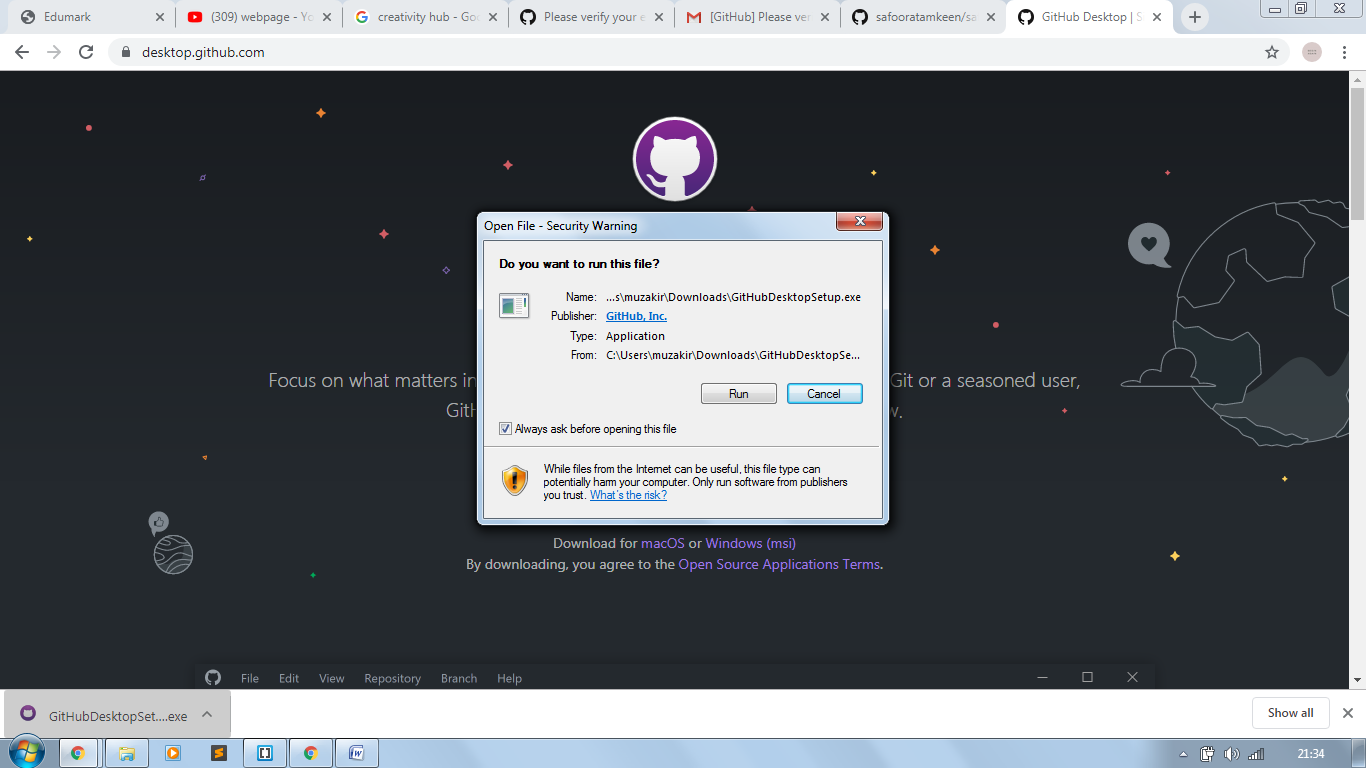 Edumark
(309) webpage - Yo
creativity hub - Goo
Please verify your e
[GitHub] Please ver
safooratamkeen/sa
GitHub Desktop | S
desktop.github.com
Open File - Security Warning
Do you want to run this file?
Name: ...s\muzakir\Downloads\GitHubDesktopSetup.exe
Publisher: GitHub, Inc.
Type: Application
From: C:\Users\muzakir\Downloads\GitHubDesktopSe...
Run Cancel
Always ask before opening this file
While files from the Internet can be useful, this file type can
potentially harm your computer. Only run software from publishers
you trust. What's the risk?
Focus on what matters in Git or a seasoned user,
GitH w.
Download for macOS or Windows (msi)
By downloading, you agree to the Open Source Applications Terms.
File Edit View Repository Branch Help
GitHubDesktopSet....exe
Show all
21:34